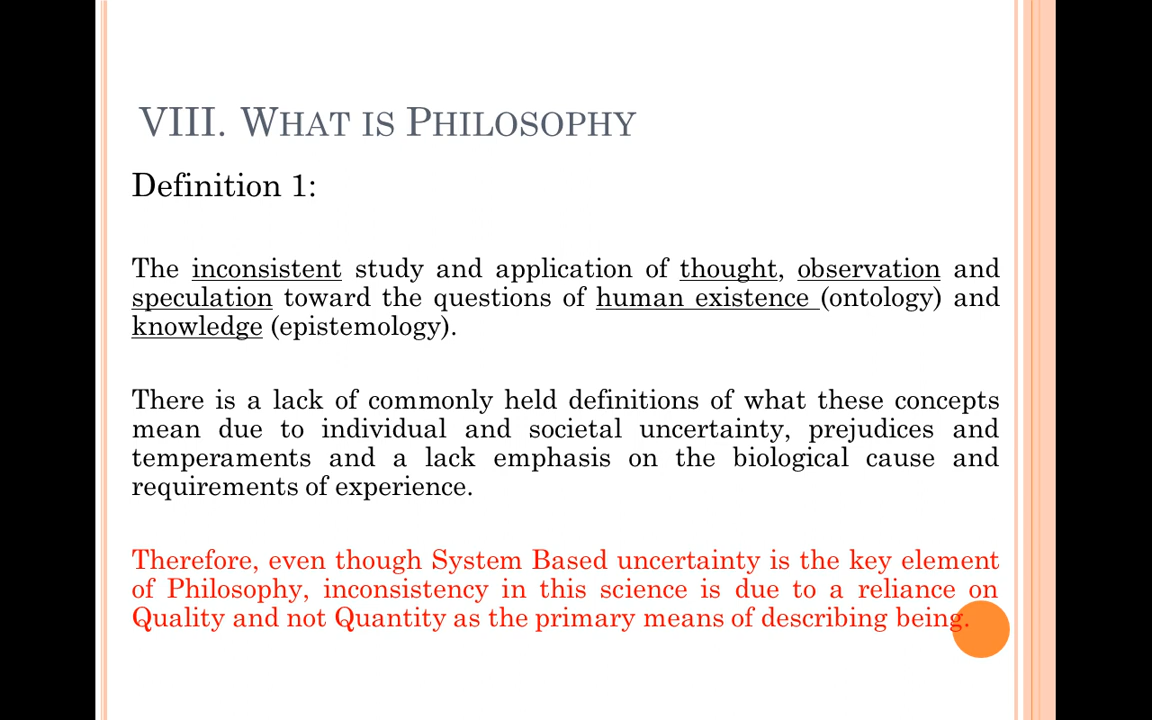 VIII. WHAT IS PHILOSOPHY
Definition 1:
The inconsistent study and application of thought, observation and
speculation toward the questions of human existence (ontology) and
knowledge (epistemology).
There is a lack of commonly held definitions of what these concepts
mean due to individual and societal uncertainty, prejudices and
temperaments and a lack emphasis on the biological cause and
requirements of experience.
Therefore, even though System Based uncertainty is the key element
of Philosophy, inconsistency in this science is due to a reliance on
Quality and not Quantity as the primary means of describing being.